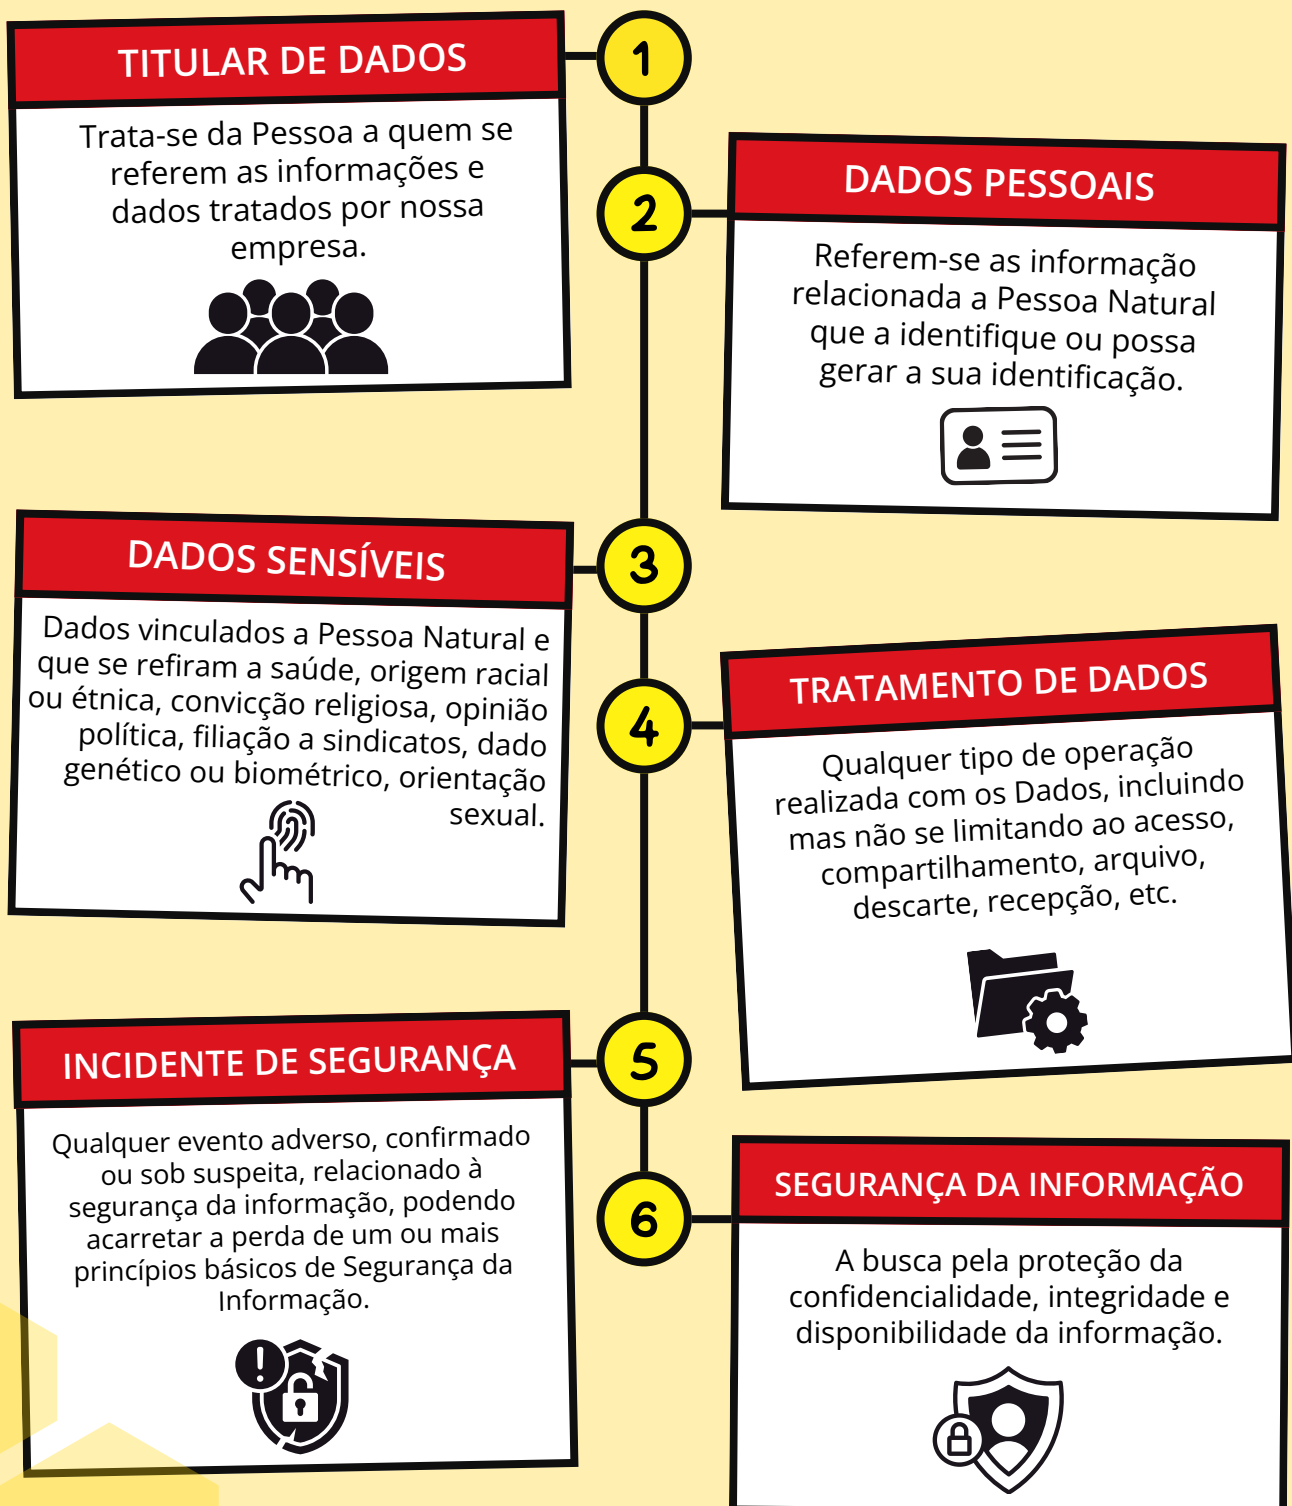 TITULAR DE DADOS
1
Trata-se da Pessoa a quem se
referem as informações e
dados tratados por nossa
empresa.
2
DADOS PESSOAIS
Referem-se as informação
relacionada a Pessoa Natural
que a identifique ou possa
gerar a sua identificação.
DADOS SENSÍVEIS
3
Dados vinculados a Pessoa Natural e
que se refiram a saúde, origem racial
ou étnica, convicção religiosa, opinião
política, filiação a sindicatos, dado
genético ou biométrico, orientação
sexual.
4
TRATAMENTO DE DADOS
Qualquer tipo de operação
realizada com os Dados, incluindo
mas não se limitando ao acesso,
compartilhamento, arquivo,
descarte, recepção, etc.
INCIDENTE DE SEGURANÇA
5
Qualquer evento adverso, confirmado
ou sob suspeita, relacionado à
segurança da informação, podendo
acarretar a perda de um ou mais
princípios básicos de Segurança da
Informação.
!
6
SEGURANÇA DA INFORMAÇÃO
A busca pela proteção da
confidencialidade, integridade e
disponibilidade da informação.